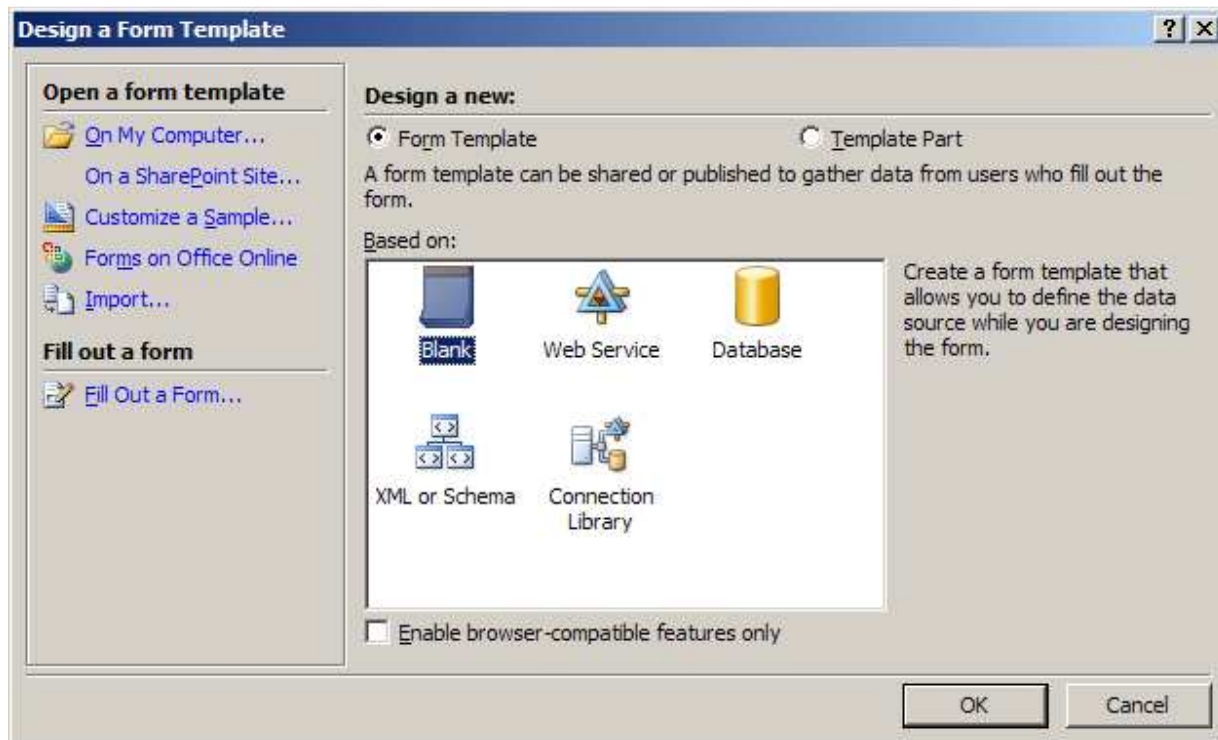 Design a Form Template
Open a form template
On My Computer...
On a SharePoint Site...
Customize a Sample...
Forms on Office Online
Import...
Fill out a form
Fill Out a Form...
Design a new:
Form Template
Template Part
A form template can be shared or published to gather data from users who fill out the
form.
Based on:
Blank
Web Service
Database
XML or Schema
Connection
Library
Create a form template that
allows you to define the data
source while you are designing
the form.
Enable browser-compatible features only
OK
Cancel